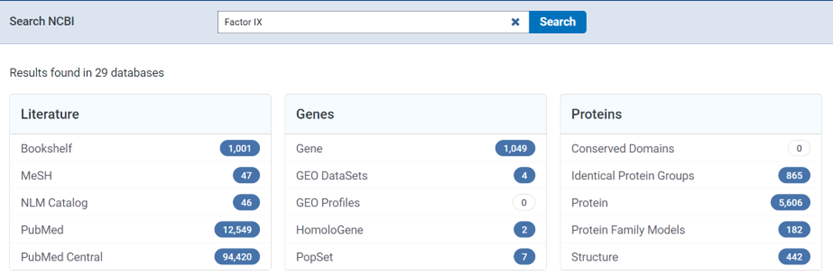 Search NCBI
Factor IX
Search
Results found in 29 databases
Literature
Bookshelf 1,001
MeSH 47
NLM Catalog 46
PubMed 12,549
PubMed Central 94,420
Genes
Gene 1,049
GEO DataSets 4
GEO Profiles 0
HomoloGene 2
PopSet 7
Proteins
Conserved Domains 0
Identical Protein Groups 865
Protein 5,606
Protein Family Models 182
Structure 442